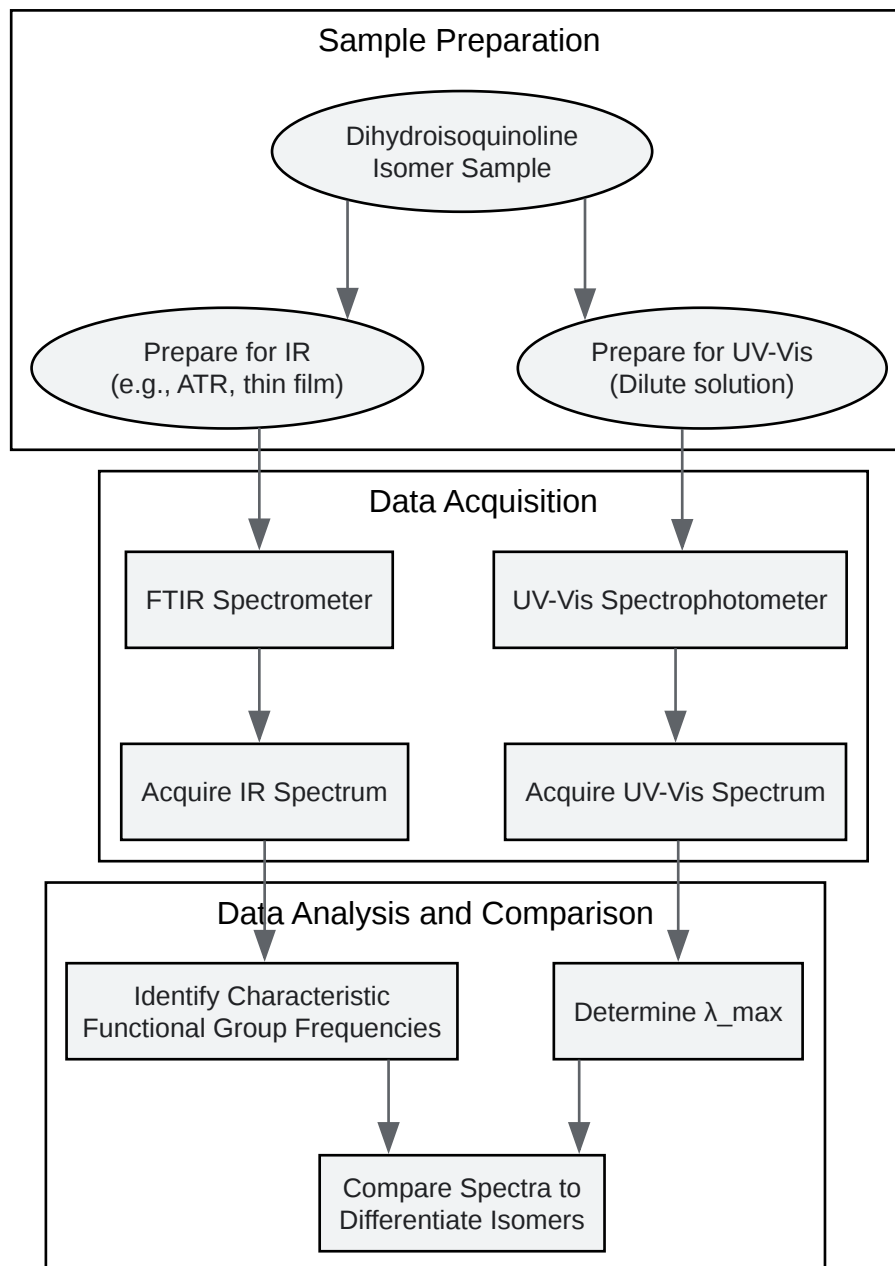 Sample Preparation
Dihydroisoquinoline
Isomer Sample
Prepare for IR
(e.g., ATR, thin film)
Prepare for UV-Vis
(Dilute solution)
Data Acquisition
FTIR Spectrometer
UV-Vis Spectrophotometer
Acquire IR Spectrum
Acquire UV-Vis Spectrum
Data Analysis and Comparison
Identify Characteristic
Functional Group Frequencies
Determine λ_max
Compare Spectra to
Differentiate Isomers